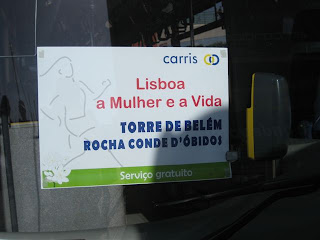 carris
Lisboa
a Mulher e a Vida
TORRE DE BELÉM
ROCHA CONDE D'ÓBIDOS
Serviço gratuito